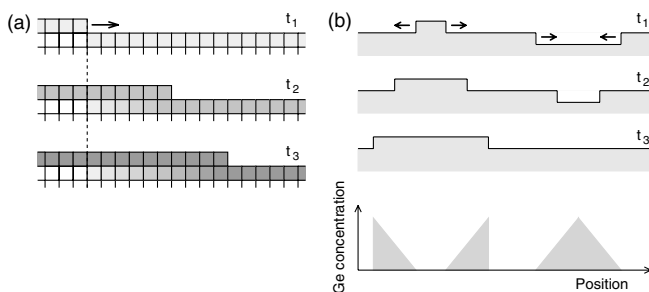 (a)
t1
t2
t3
(b)
t1
t2
t3
Ge concentration
Position